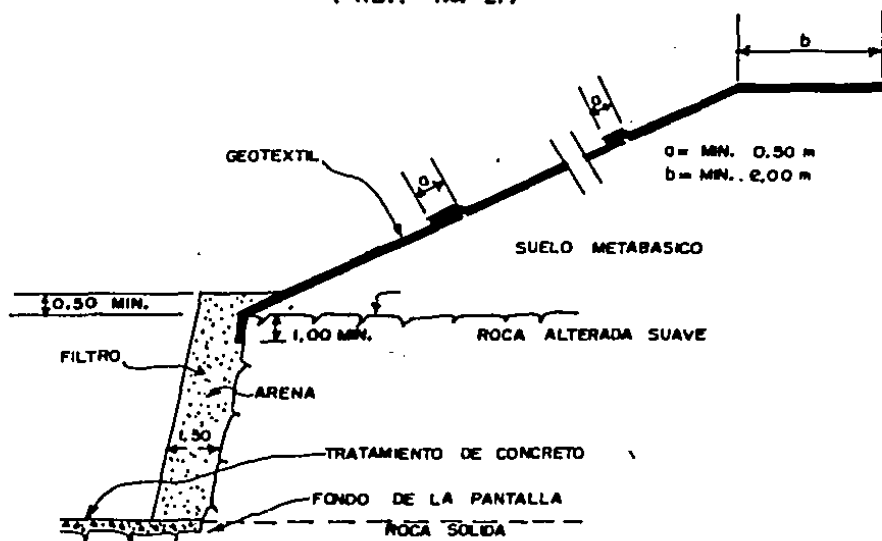 b
a
a= MIN. 0.50 m
b= MIN. 2,00 m
GEOTEXTIL
a
SUELO METABASICO
0.50 MIN.
1,00 MIN.
ROCA ALTERADA SUAVE
FILTRO
ARENA
1,50
TRATAMIENTO DE CONCRETO
FONDO DE LA PANTALLA
ROCA SOLIDA